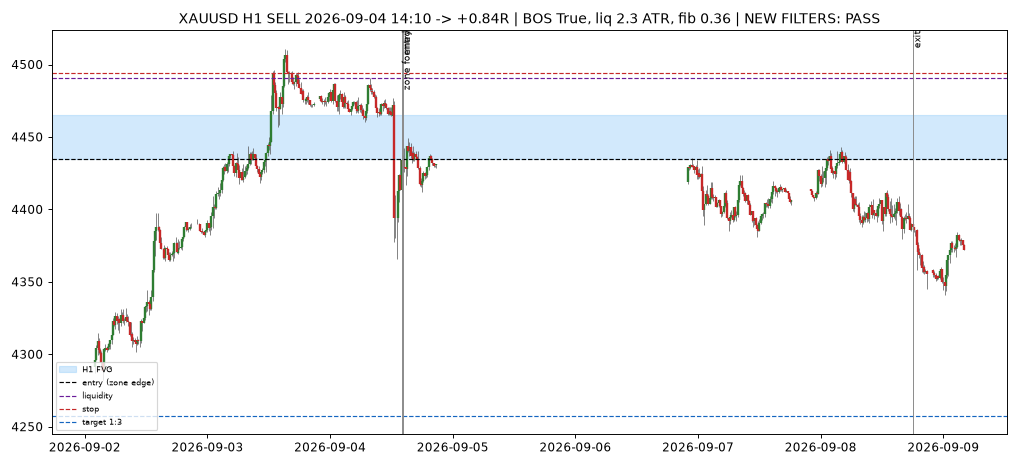 XAUUSD H1 SELL 2026-09-04 14:10 -> +0.84R | BOS True, liq 2.3 ATR, fib 0.36 | NEW FILTERS: PASS
exit
4500
4450
4400
4350
4300
4250
H1 FVG
entry (zone edge)
liquidity
stop
target 1:3
2026-09-02 2026-09-03 2026-09-04 2026-09-05 2026-09-06 2026-09-07 2026-09-08 2026-09-09